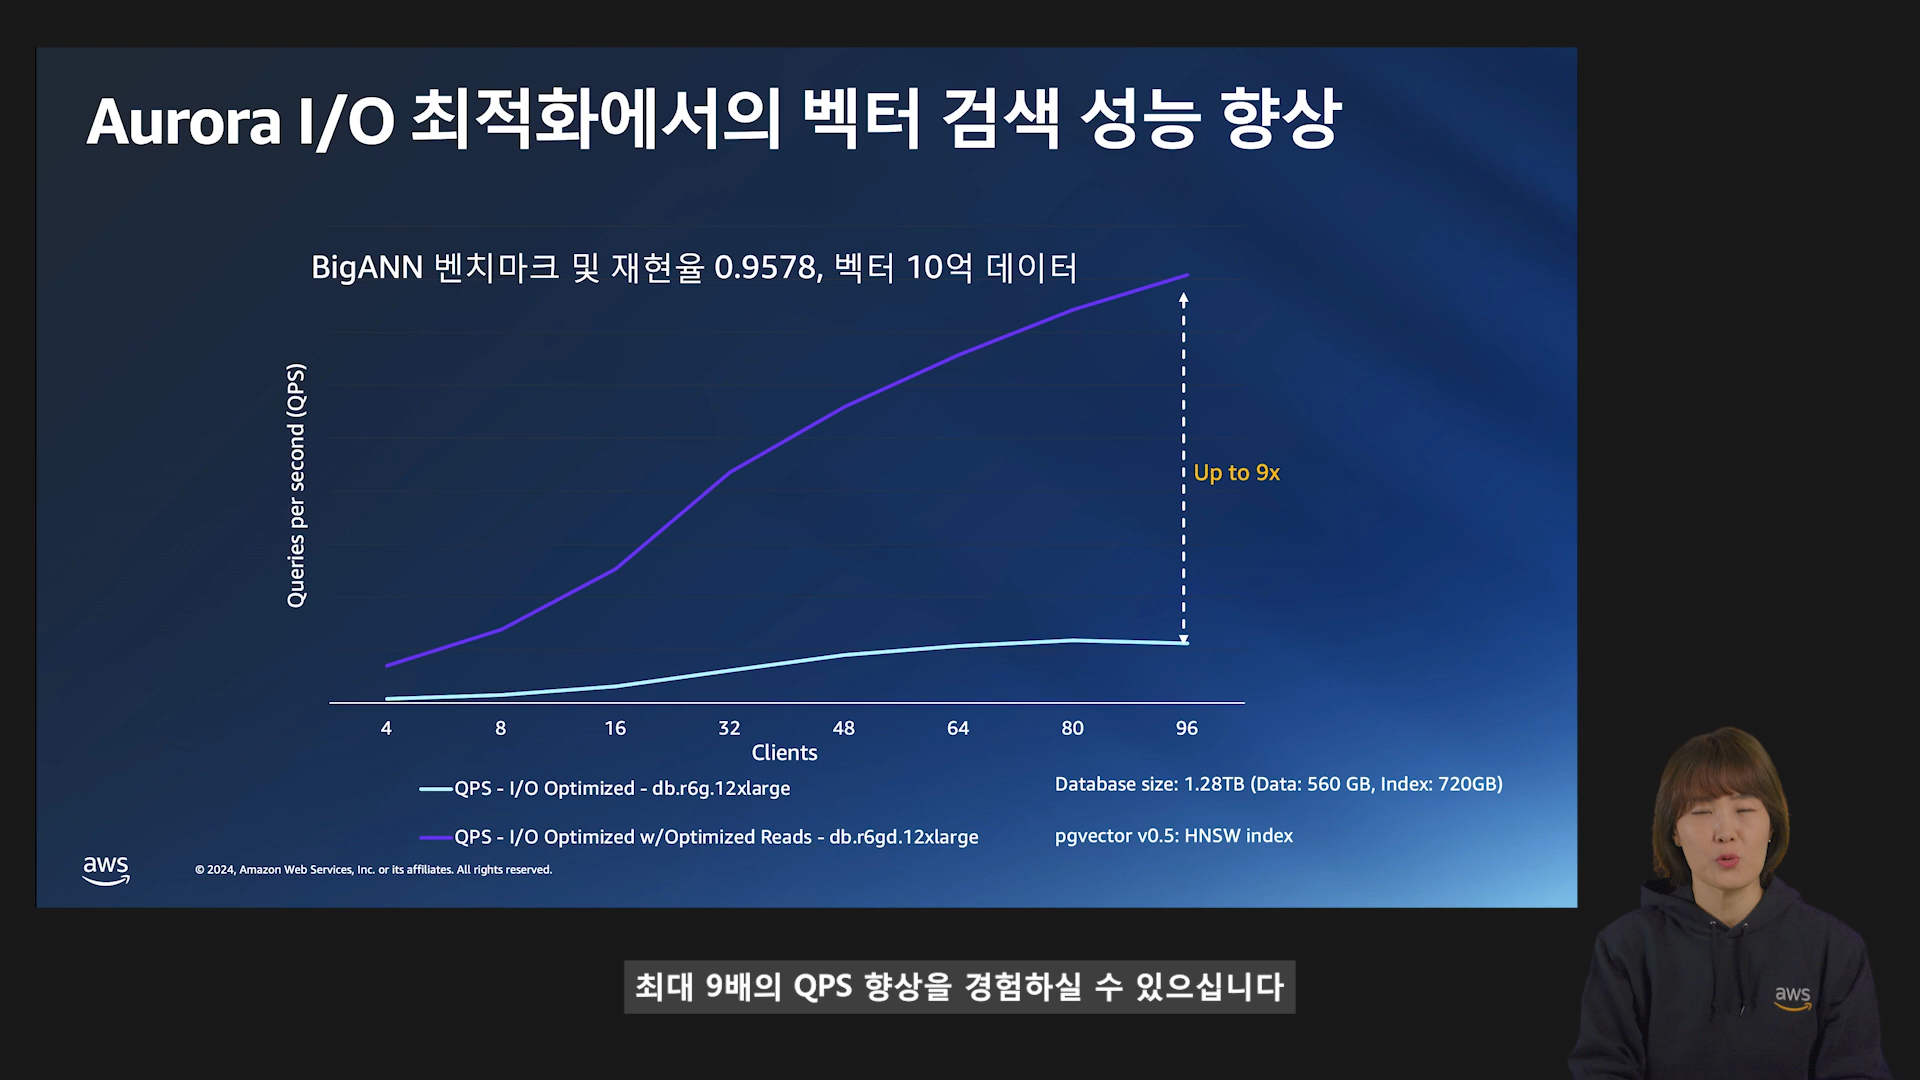 Aurora I/O 최적화에서의 벡터 검색 성능 향상
BigANN 벤치마크 및 재현율 0.9578, 벡터 10억 데이터
Queries per second (QPS)
Up to 9x
4 8 16 32 48 64 80 96
Clients
QPS - I/O Optimized - db.r6g.12xlarge
QPS - I/O Optimized w/Optimized Reads - db.r6gd.12xlarge
Database size: 1.28TB (Data: 560 GB, Index: 720GB)
pgvector v0.5: HNSW index
aws
© 2024, Amazon Web Services, Inc. or its affiliates. All rights reserved.
aws
최대 9배의 QPS 향상을 경험하실 수 있으십니다